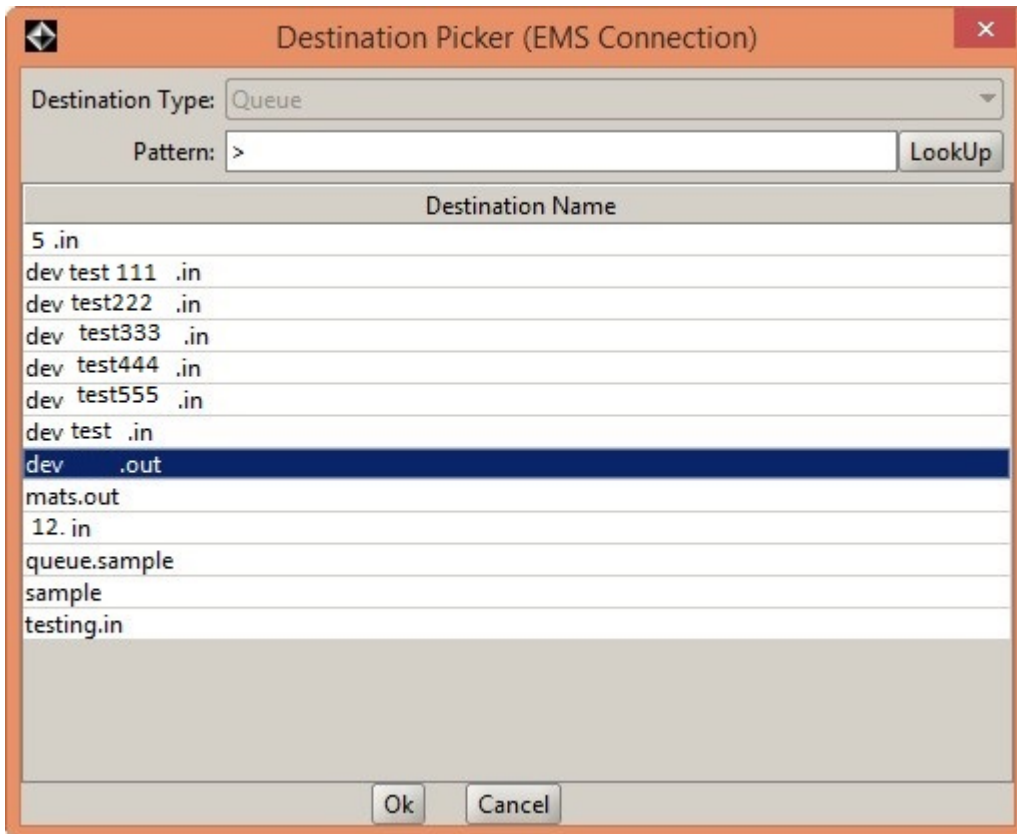 Destination Picker (EMS Connection)
Destination Type: Queue
Pattern: > LookUp
Destination Name
5 .in
dev test 111 .in
dev test222 .in
dev test333 .in
dev test444 .in
dev test555 .in
dev test .in
dev .out
mats.out
12. in
queue.sample
sample
testing.in
Ok Cancel